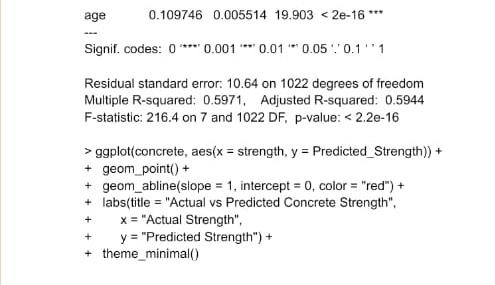 age 0.109746 0.005514 19.903 < 2e-16 ***
---
Signif. codes: 0 ‘***’ 0.001 ‘**’ 0.01 ‘*’ 0.05 ‘.’ 0.1 ‘ ’ 1
Residual standard error: 10.64 on 1022 degrees of freedom
Multiple R-squared: 0.5971, Adjusted R-squared: 0.5944
F-statistic: 216.4 on 7 and 1022 DF, p-value: < 2.2e-16
> ggplot(concrete, aes(x = strength, y = Predicted_Strength)) +
+ geom_point() +
+ geom_abline(slope = 1, intercept = 0, color = "red") +
+ labs(title = "Actual vs Predicted Concrete Strength",
+ x = "Actual Strength",
+ y = "Predicted Strength") +
+ theme_minimal()